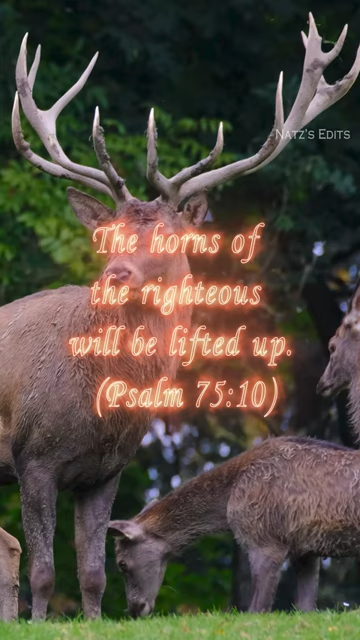 Natz's Edits
The horns of
the righteous
will be lifted up.
(Psalm 75:10)